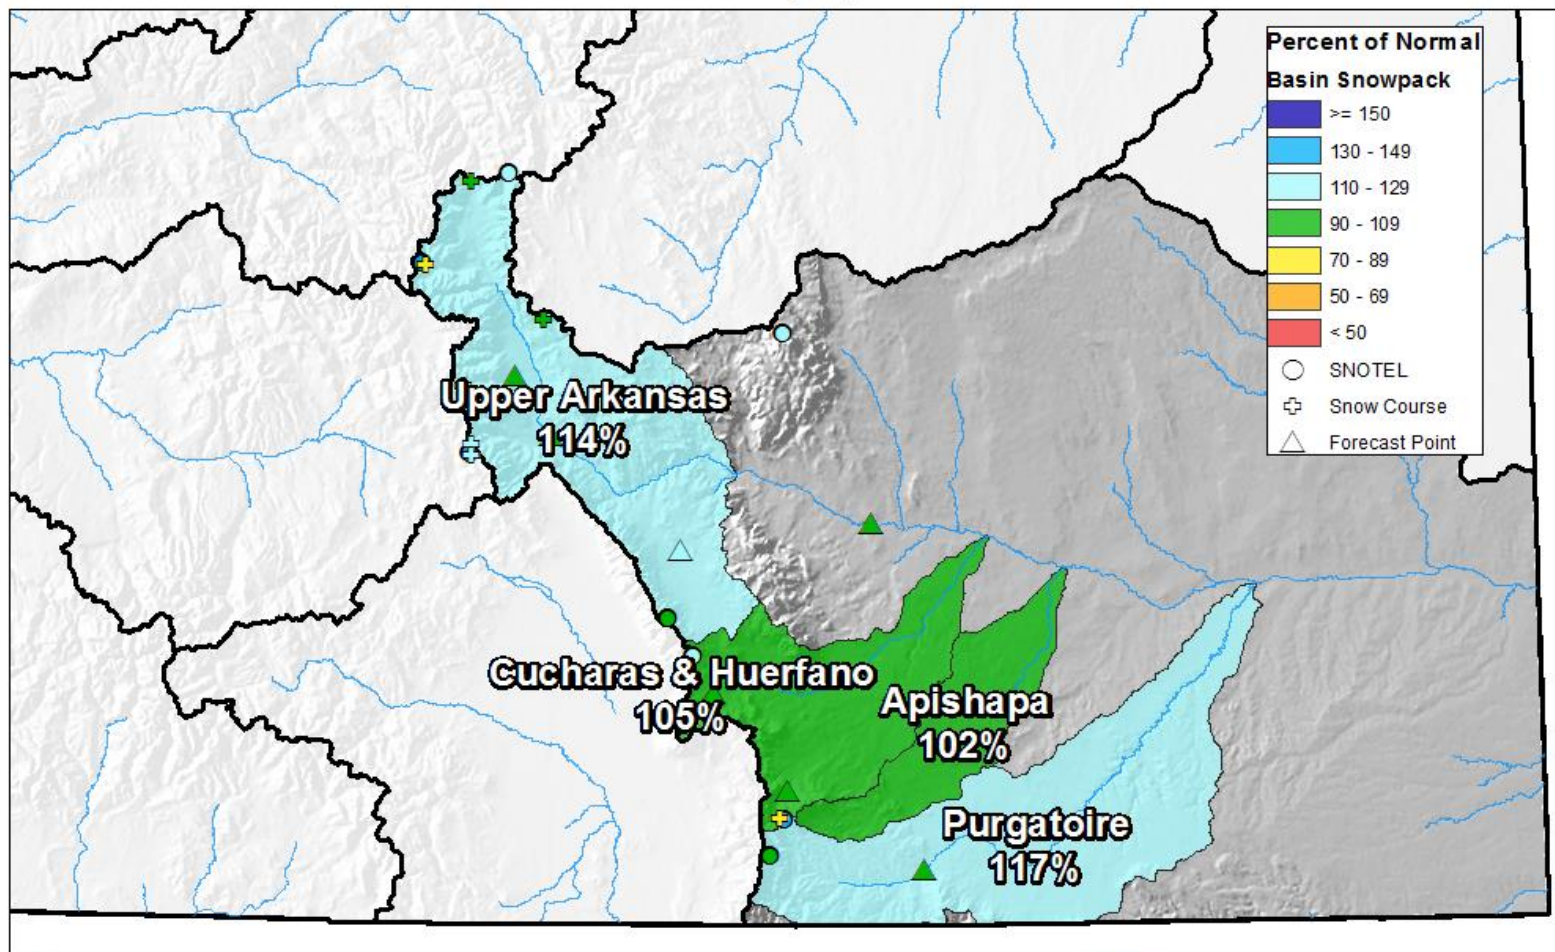 Percent of Normal
Basin Snowpack
>= 150
130 - 149
110 - 129
90 - 109
70 - 89
50 - 69
< 50
SNOTEL
Snow Course
Forecast Point
Upper Arkansas
114%
Cucharas & Huerfano
105%
Apishapa
102%
Purgatoire
117%